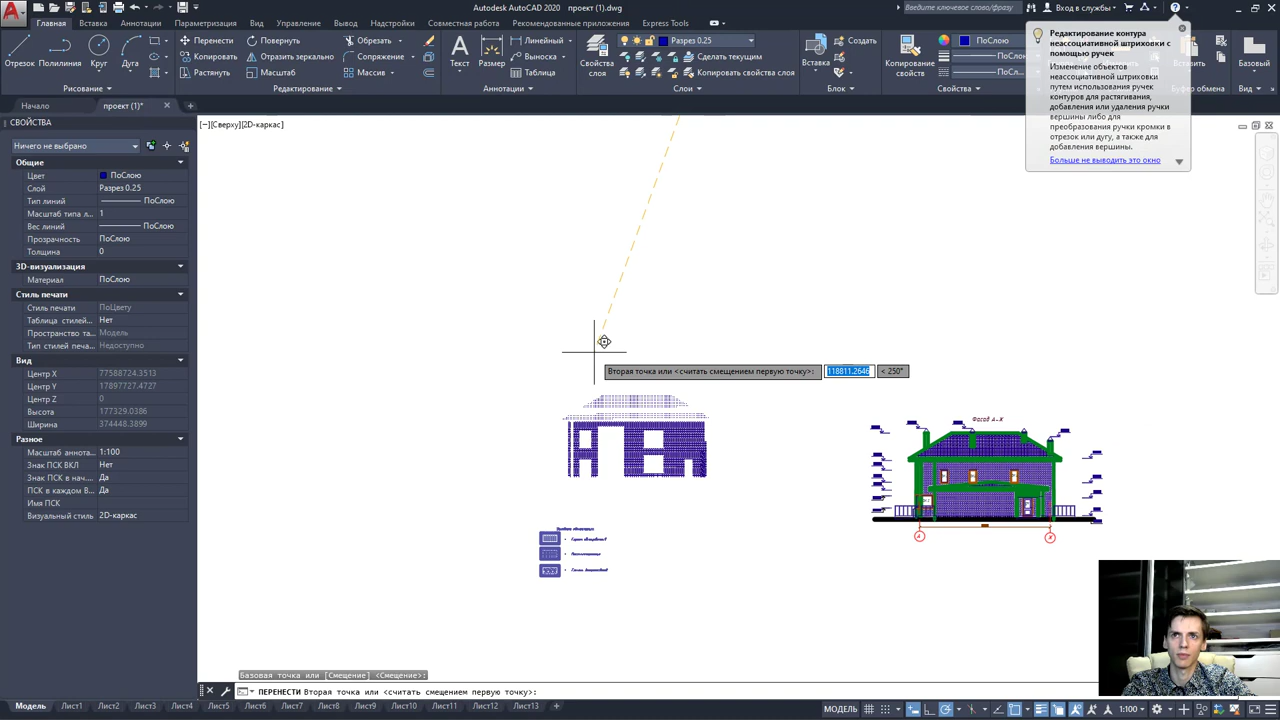 Autodesk AutoCAD 2020 проект (1).dwg
Введите ключевое слово/фразу
Вход в службы
Главная Вставка Аннотации Параметризация Вид Управление Вывод Надстройки Совместная работа Параметрические представления Express Tools
Отрезок Полилиния Круг Дуга
Перенести Повернуть Обрезать
Копировать Отразить зеркально
Растянуть Масштаб Массив
Текст Размер
Линейный
Выноска
Таблица
Свойства слоя
Разрез 0.25
Сделать текущим
Копировать свойства слоя
Вставка
Создать
Копирование свойств
ПоСлою
ПоСлою
ПоСл...
Вставить
Базовый
Рисование Редактирование Аннотации Слои Блок Свойства Буфер обмена Вид
Редактирование контура
неассоциативной штриховки с
помощью ручек
Изменение объектов
неассоциативной штриховки
путем использования ручек
контуров для растягивания,
добавления или удаления ручки
вершины либо для
преобразования ручки кромки в
отрезок или дугу, а также для
добавления вершины.
Больше не выводить это окно
Начало проект (1)*
СВОЙСТВА
[−][Сверху][2D-каркас]
Ничего не выбрано
Общие
Цвет ПоСлою
Слой Разрез 0.25
Тип линий ПоСлою
Масштаб типа л... 1
Вес линий ПоСлою
Прозрачность ПоСлою
Толщина 0
3D-визуализация
Материал ПоСлою
Стиль печати
Стиль печати ПоЦвету
Таблица стилей... Нет
Пространство та... Модель
Тип стилей печат... Недоступно
Вид
Центр X 77588724.3513
Центр Y 17897727.4727
Центр Z 0
Высота 177329.0386
Ширина 374448.3899
Разное
Масштаб аннота... 1:100
Знак ПСК ВКЛ Нет
Знак ПСК в нач... Да
ПСК в каждом В... Да
Имя ПСК
Визуальный стиль 2D-каркас
Вторая точка или <считать смещением первую точку>: 118811.2646 < 250°
Фасад А-Ж
А
Ж
Базовая точка или [Смещение] <Смещение>:
ПЕРЕНЕСТИ Вторая точка или <считать смещением первую точку>:
Модель Лист1 Лист2 Лист3 Лист4 Лист5 Лист6 Лист7 Лист8 Лист9 Лист10 Лист11 Лист12 Лист13 +
МОДЕЛЬ 1:100